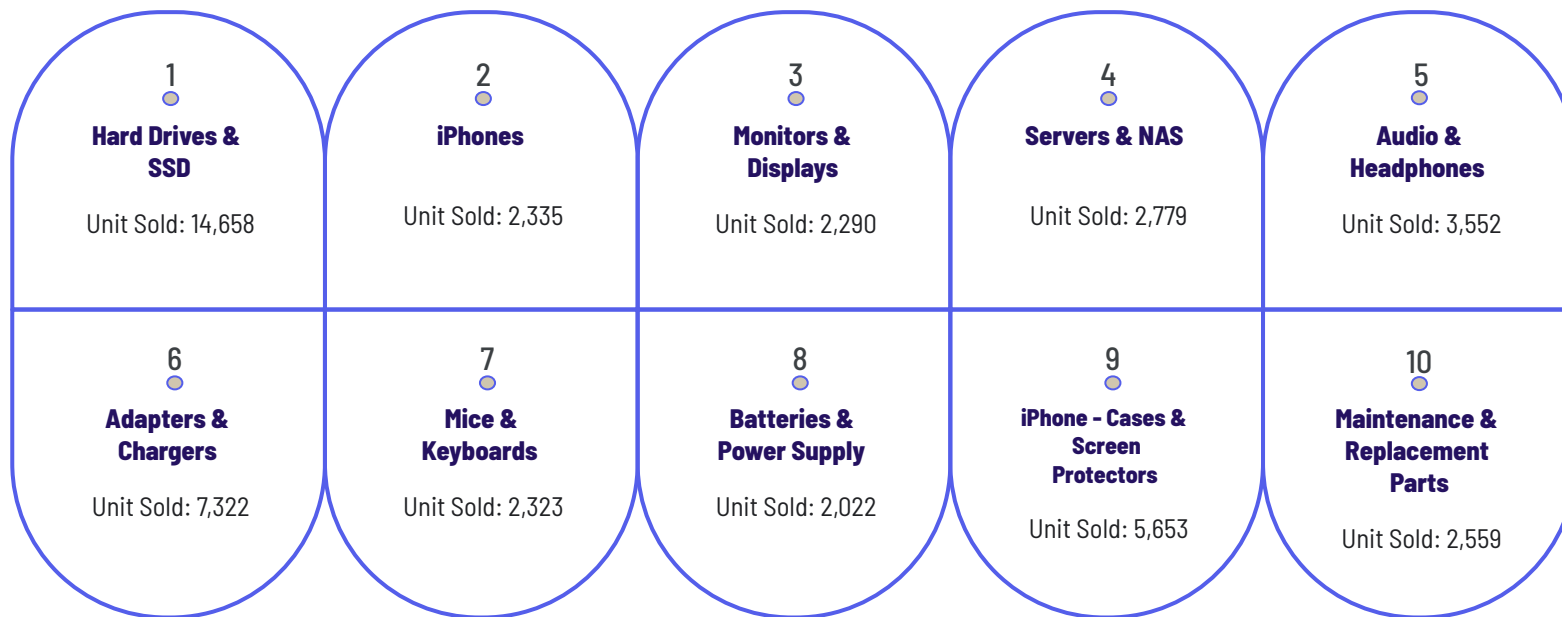 1
Hard Drives &
SSD
Unit Sold: 14,658
2
iPhones
Unit Sold: 2,335
3
Monitors &
Displays
Unit Sold: 2,290
4
Servers & NAS
Unit Sold: 2,779
5
Audio &
Headphones
Unit Sold: 3,552
6
Adapters &
Chargers
Unit Sold: 7,322
7
Mice &
Keyboards
Unit Sold: 2,323
8
Batteries &
Power Supply
Unit Sold: 2,022
9
iPhone - Cases &
Screen
Protectors
Unit Sold: 5,653
10
Maintenance &
Replacement
Parts
Unit Sold: 2,559